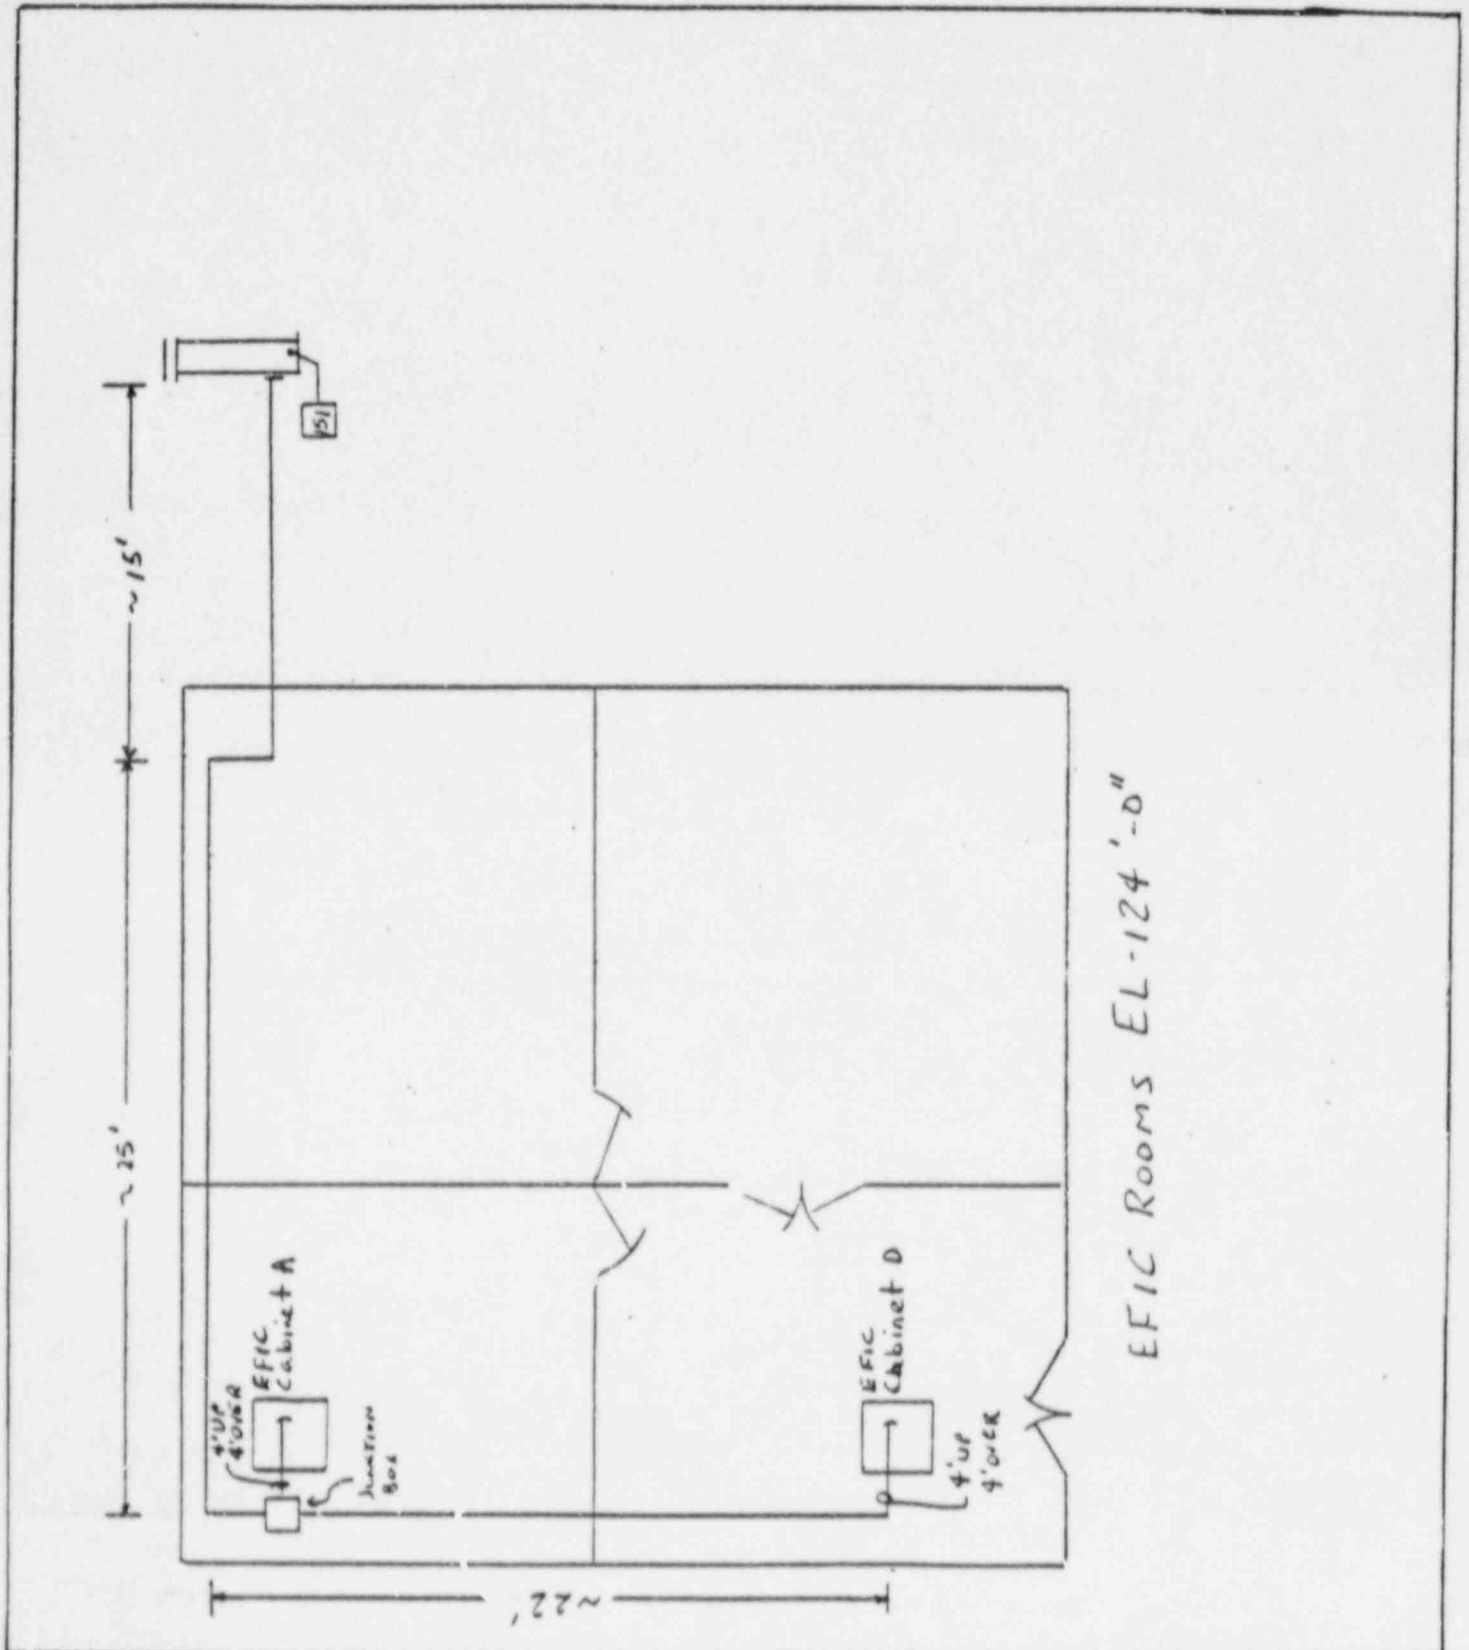 ~ 25'
~ 15'
151
4'UP
4'OVER
EFIC
Cabinet A
Junction
Box
EFIC
Cabinet D
4'UP
4'OVER
~22'
EFIC ROOMS EL-124'-0"